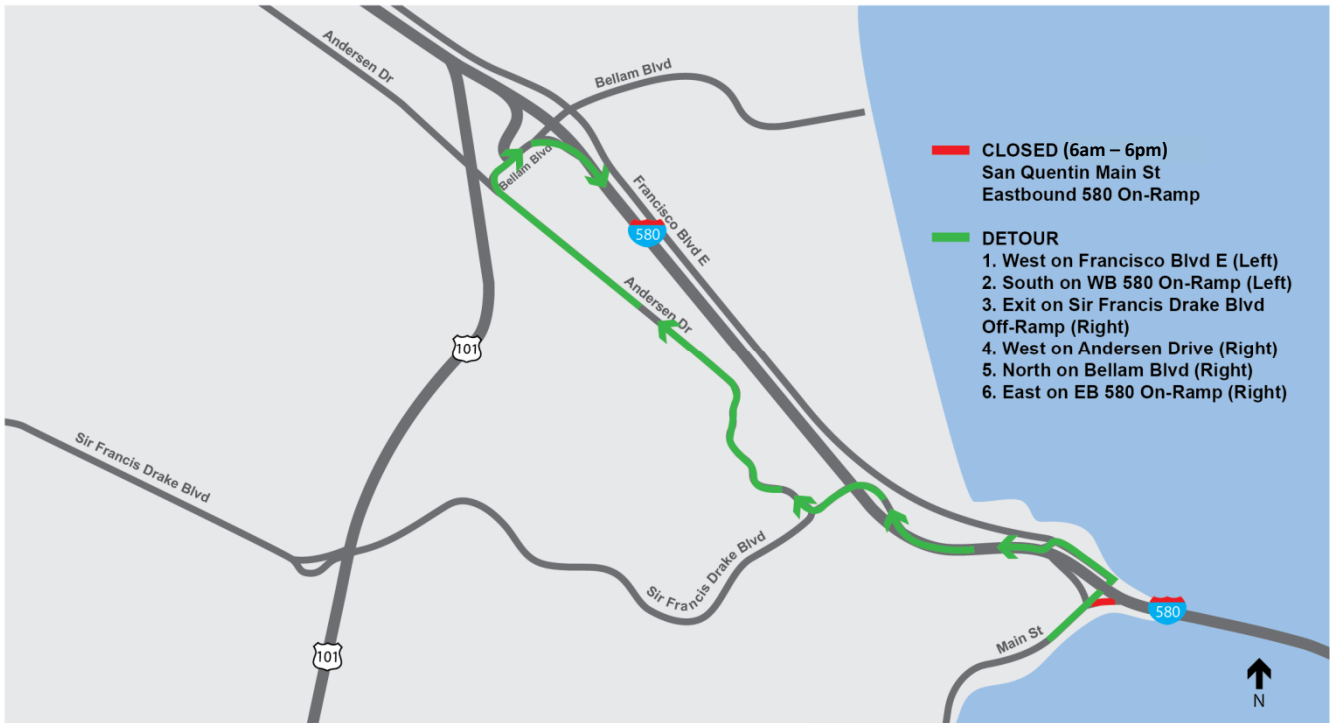 Andersen Dr
Bellam Blvd
Bellam Blvd
Francisco Blvd E
580
Andersen Dr
101
Sir Francis Drake Blvd
Sir Francis Drake Blvd
101
Main St
580
CLOSED (6am – 6pm)
San Quentin Main St
Eastbound 580 On-Ramp
DETOUR
1. West on Francisco Blvd E (Left)
2. South on WB 580 On-Ramp (Left)
3. Exit on Sir Francis Drake Blvd
Off-Ramp (Right)
4. West on Andersen Drive (Right)
5. North on Bellam Blvd (Right)
6. East on EB 580 On-Ramp (Right)
N